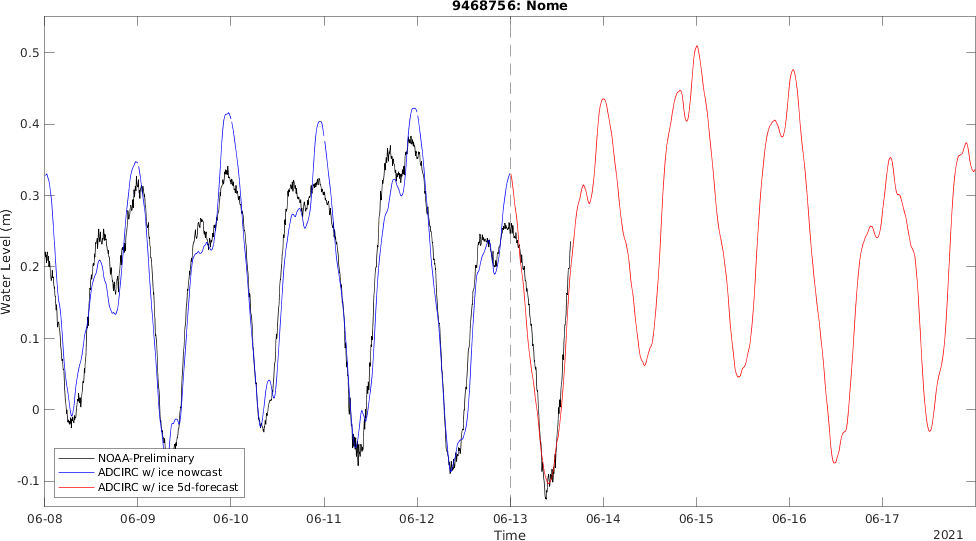 9468756: Nome
Water Level (m)
0.5
0.4
0.3
0.2
0.1
0
-0.1
NOAA-Preliminary
ADCIRC w/ ice nowcast
ADCIRC w/ ice 5d-forecast
06-08 06-09 06-10 06-11 06-12 06-13 06-14 06-15 06-16 06-17
Time
2021